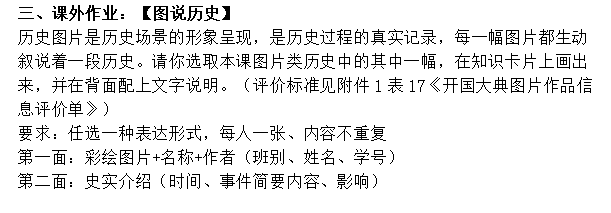 三、课外作业：【图说历史】
历史图片是历史场景的形象呈现，是历史过程的真实记录，每一幅图片都生动
叙说着一段历史。请你选取本课图片类历史中的其中一幅，在知识卡片上画出
来，并在背面配上文字说明。（评价标准见附件1表17《开国大典图片作品信
息评价单》）
要求：任选一种表达形式，每人一张、内容不重复
第一面：彩绘图片+名称+作者（班别、姓名、学号）
第二面：史实介绍（时间、事件简要内容、影响）